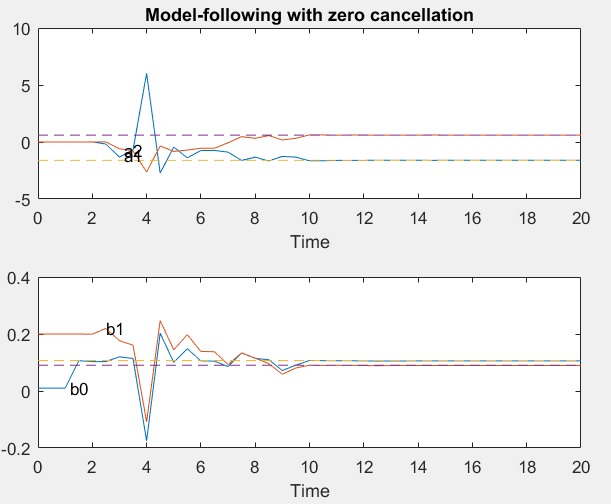 Model-following with zero cancellation
10
5
0
-5
a2
a1
0 2 4 6 8 10 12 14 16 18 20
Time
0.4
0.2
0
-0.2
b1
b0
0 2 4 6 8 10 12 14 16 18 20
Time